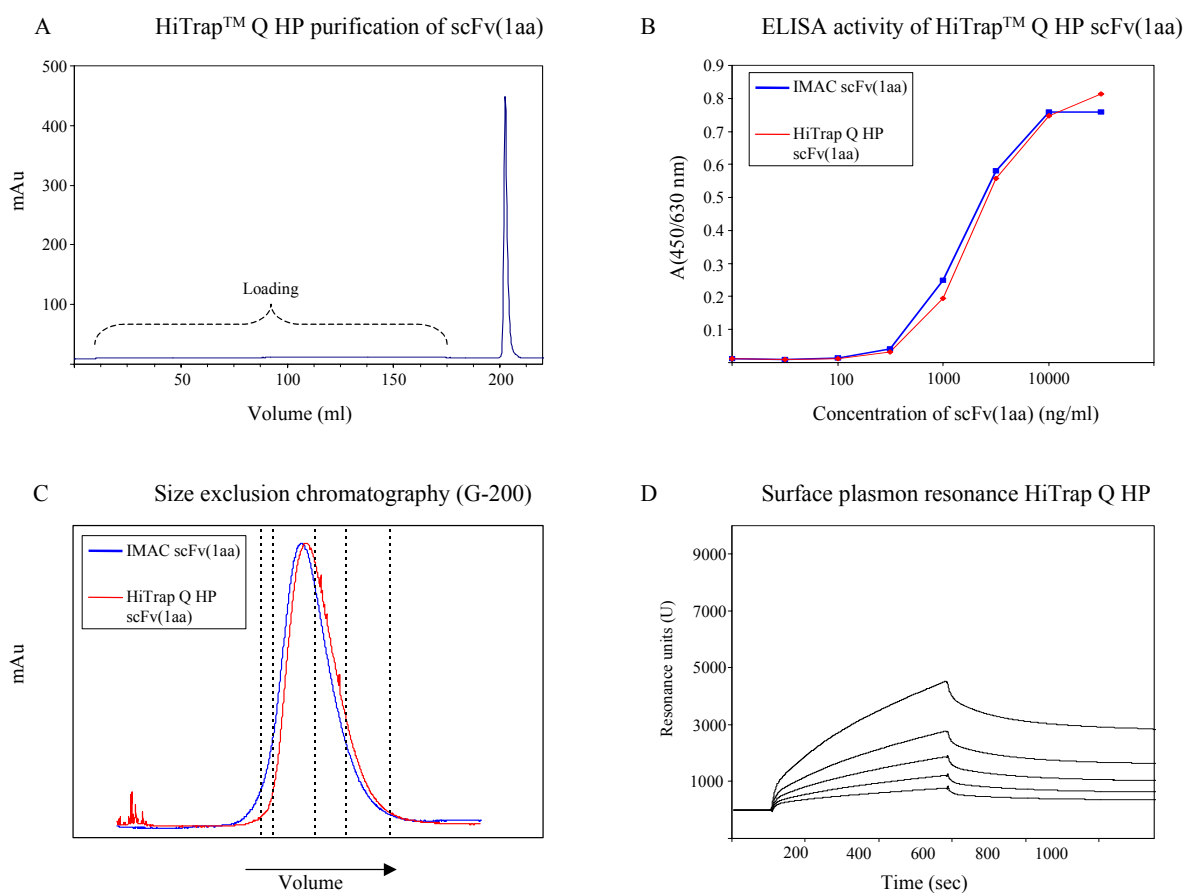 A
HiTrap™ Q HP purification of scFv(1aa)
500
400
300
200
100
mAu
Loading
50
100
150
200
Volume (ml)
B
ELISA activity of HiTrap™ Q HP scFv(1aa)
0.9
0.8
0.7
0.6
0.5
0.4
0.3
0.2
0.1
A(450/630 nm)
IMAC scFv(1aa)
HiTrap Q HP
scFv(1aa)
100
1000
10000
Concentration of scFv(1aa) (ng/ml)
C
Size exclusion chromatography (G-200)
IMAC scFv(1aa)
HiTrap Q HP
scFv(1aa)
mAu
Volume
D
Surface plasmon resonance HiTrap Q HP
9000
7000
5000
3000
1000
Resonance units (U)
200
400
600
800
1000
Time (sec)